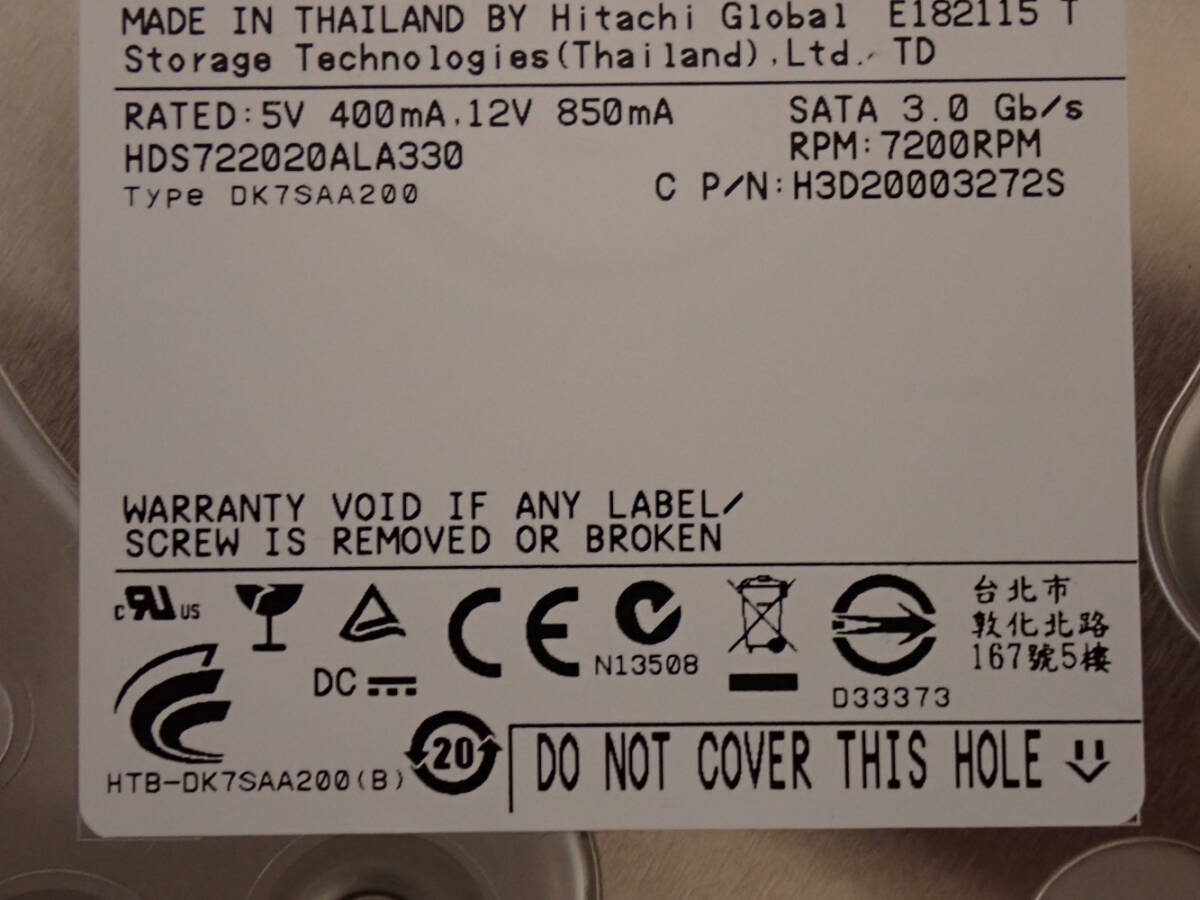 MADE IN THAILAND BY Hitachi Global E182115 T
Storage Technologies(Thailand),Ltd. TD
RATED:5V 400mA,12V 850mA SATA 3.0 Gb/s
HDS722020ALA330 RPM:7200RPM
Type DK7SAA200 C P/N:H3D20003272S
WARRANTY VOID IF ANY LABEL/
SCREW IS REMOVED OR BROKEN
c RU US
CE
N13508
DC
D33373
台北市
敦化北路
167號5樓
HTB-DK7SAA200(B)
20
DO NOT COVER THIS HOLE